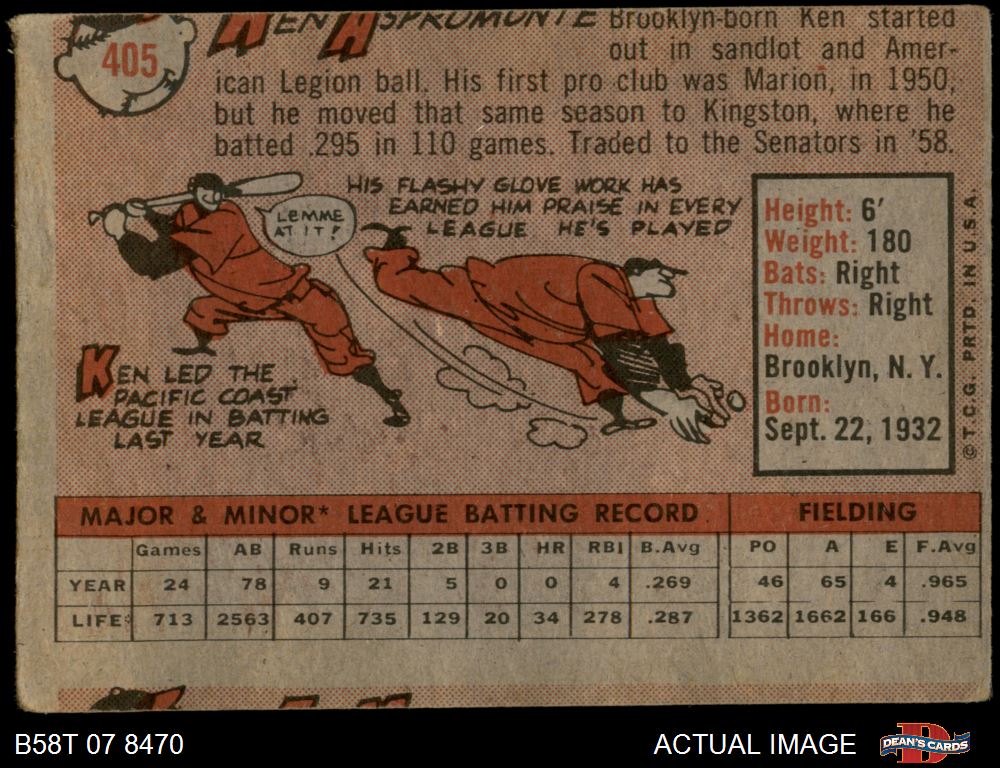 405
KEN ASPROMONTE Brooklyn-born Ken started
out in sandlot and Amer-
ican Legion ball. His first pro club was Marion, in 1950,
but he moved that same season to Kingston, where he
batted .295 in 110 games. Traded to the Senators in '58.
LEMME
AT IT!
HIS FLASHY GLOVE WORK HAS
EARNED HIM PRAISE IN EVERY
LEAGUE HE'S PLAYED
KEN LED THE
PACIFIC COAST
LEAGUE IN BATTING
LAST YEAR
Height: 6'
Weight: 180
Bats: Right
Throws: Right
Home:
Brooklyn, N. Y.
Born:
Sept. 22, 1932
© T.C.G. PRTD. IN U.S.A.
MAJOR & MINOR* LEAGUE BATTING RECORD FIELDING
Games AB Runs Hits 2B 3B HR RBI B.Avg PO A E F.Avg
YEAR 24 78 9 21 5 0 0 4 .269 46 65 4 .965
LIFE* 713 2563 407 735 129 20 34 278 .287 1362 1662 166 .948
B58T 07 8470
ACTUAL IMAGE
DEAN'S CARDS